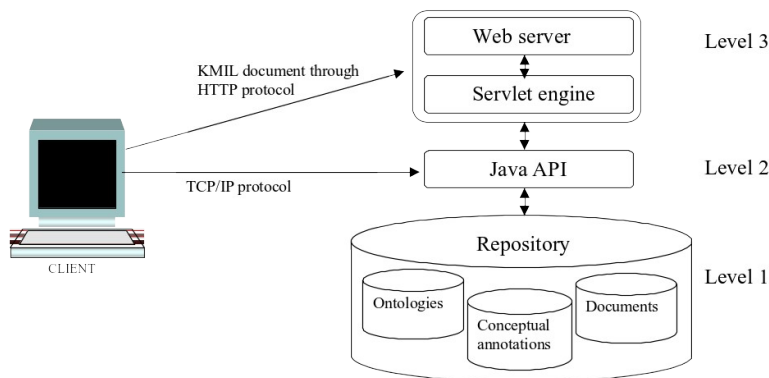 Web server
Level 3
KMIL document through
HTTP protocol
Servlet engine
Java API
Level 2
TCP/IP protocol
Repository
CLIENT
Level 1
Ontologies
Conceptual
annotations
Documents